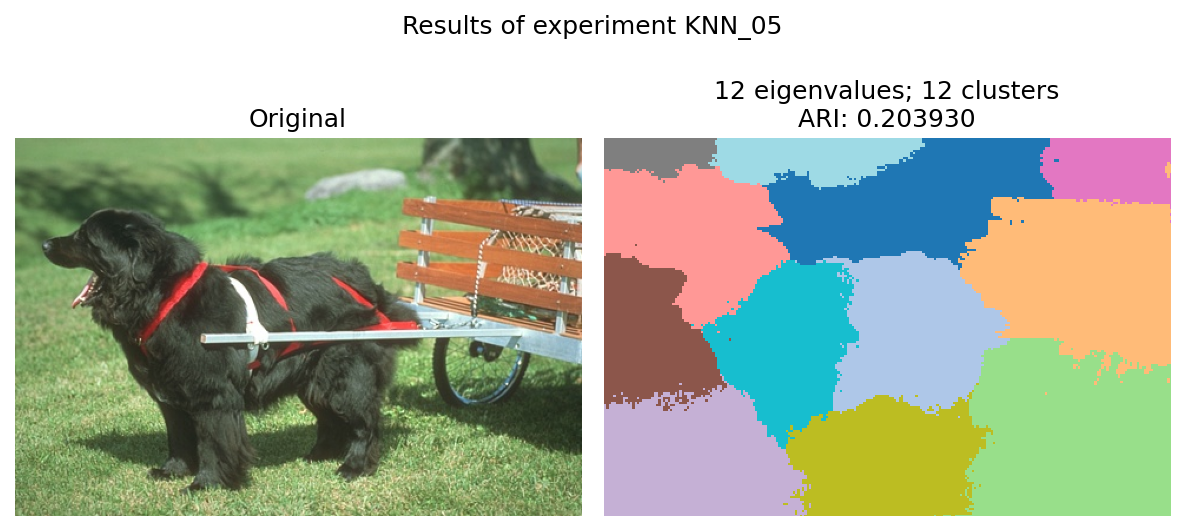 Results of experiment KNN_05
Original
12 eigenvalues; 12 clusters
ARI: 0.203930